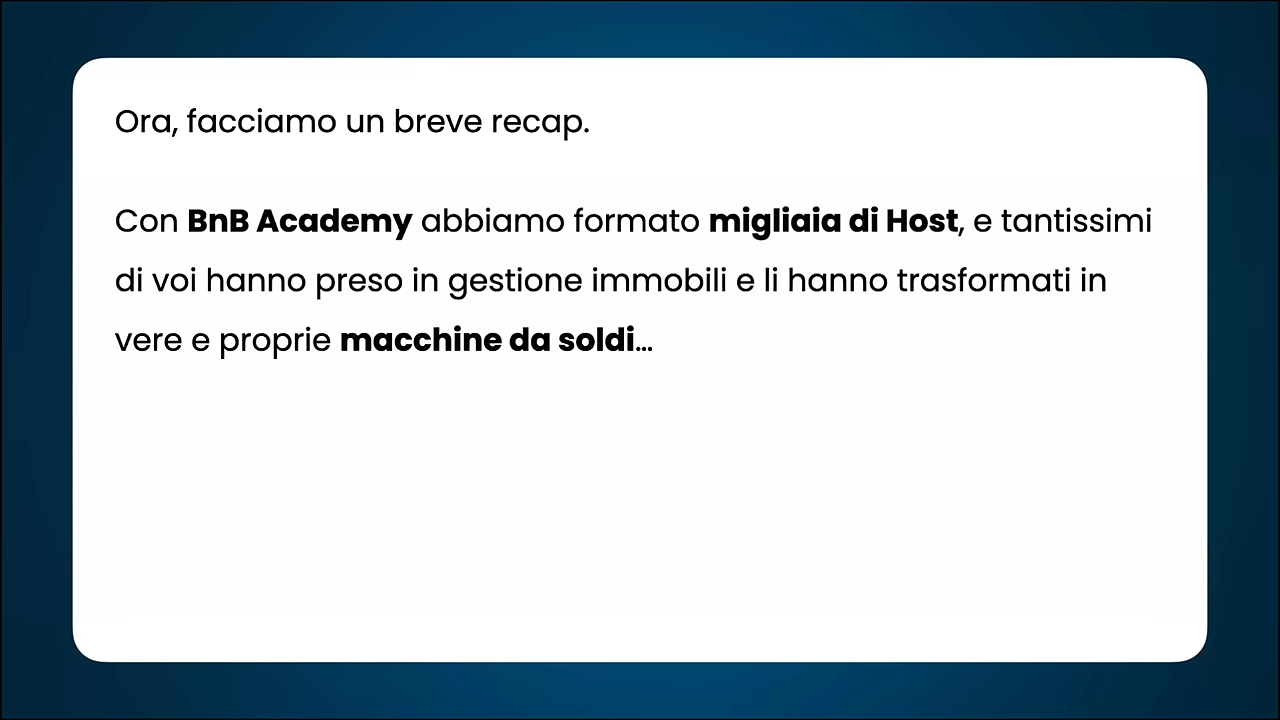 Ora, facciamo un breve recap.
Con BnB Academy abbiamo formato migliaia di Host, e tantissimi
di voi hanno preso in gestione immobili e li hanno trasformati in
vere e proprie macchine da soldi...